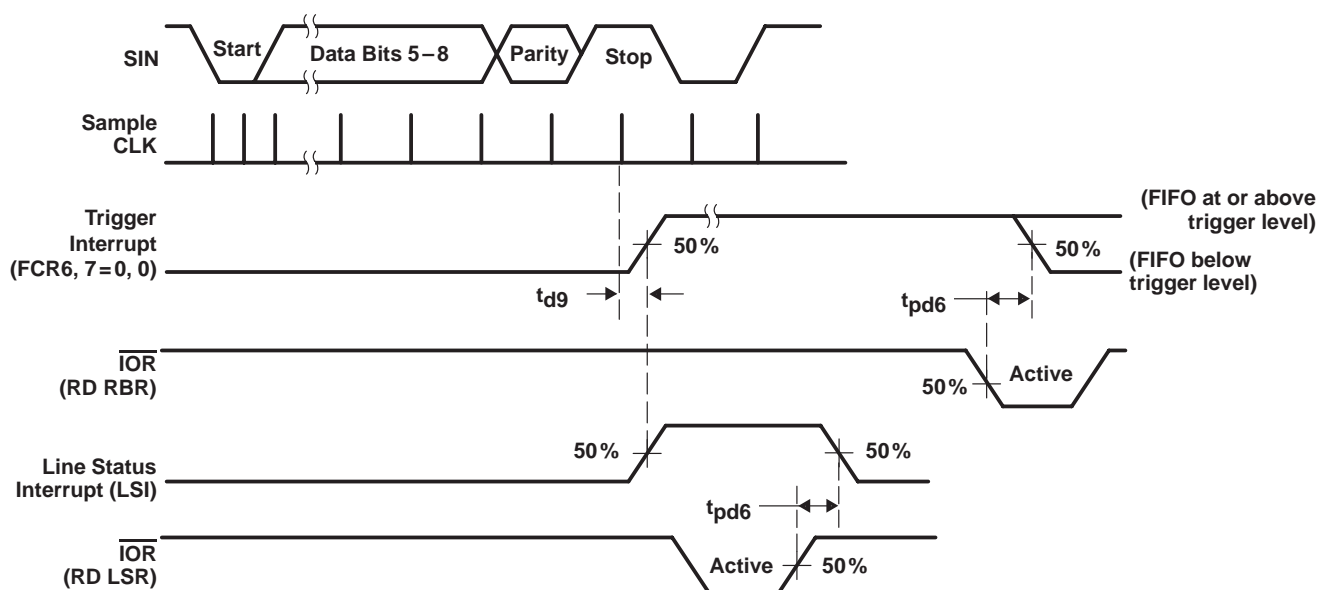 SIN
Start
Data Bits 5–8
Parity
Stop
Sample
CLK
Trigger
Interrupt
(FCR6, 7=0, 0)
50%
50%
(FIFO at or above
trigger level)
(FIFO below
trigger level)
td9
tpd6
IOR
(RD RBR)
50%
Active
Line Status
Interrupt (LSI)
50%
50%
tpd6
IOR
(RD LSR)
Active
50%